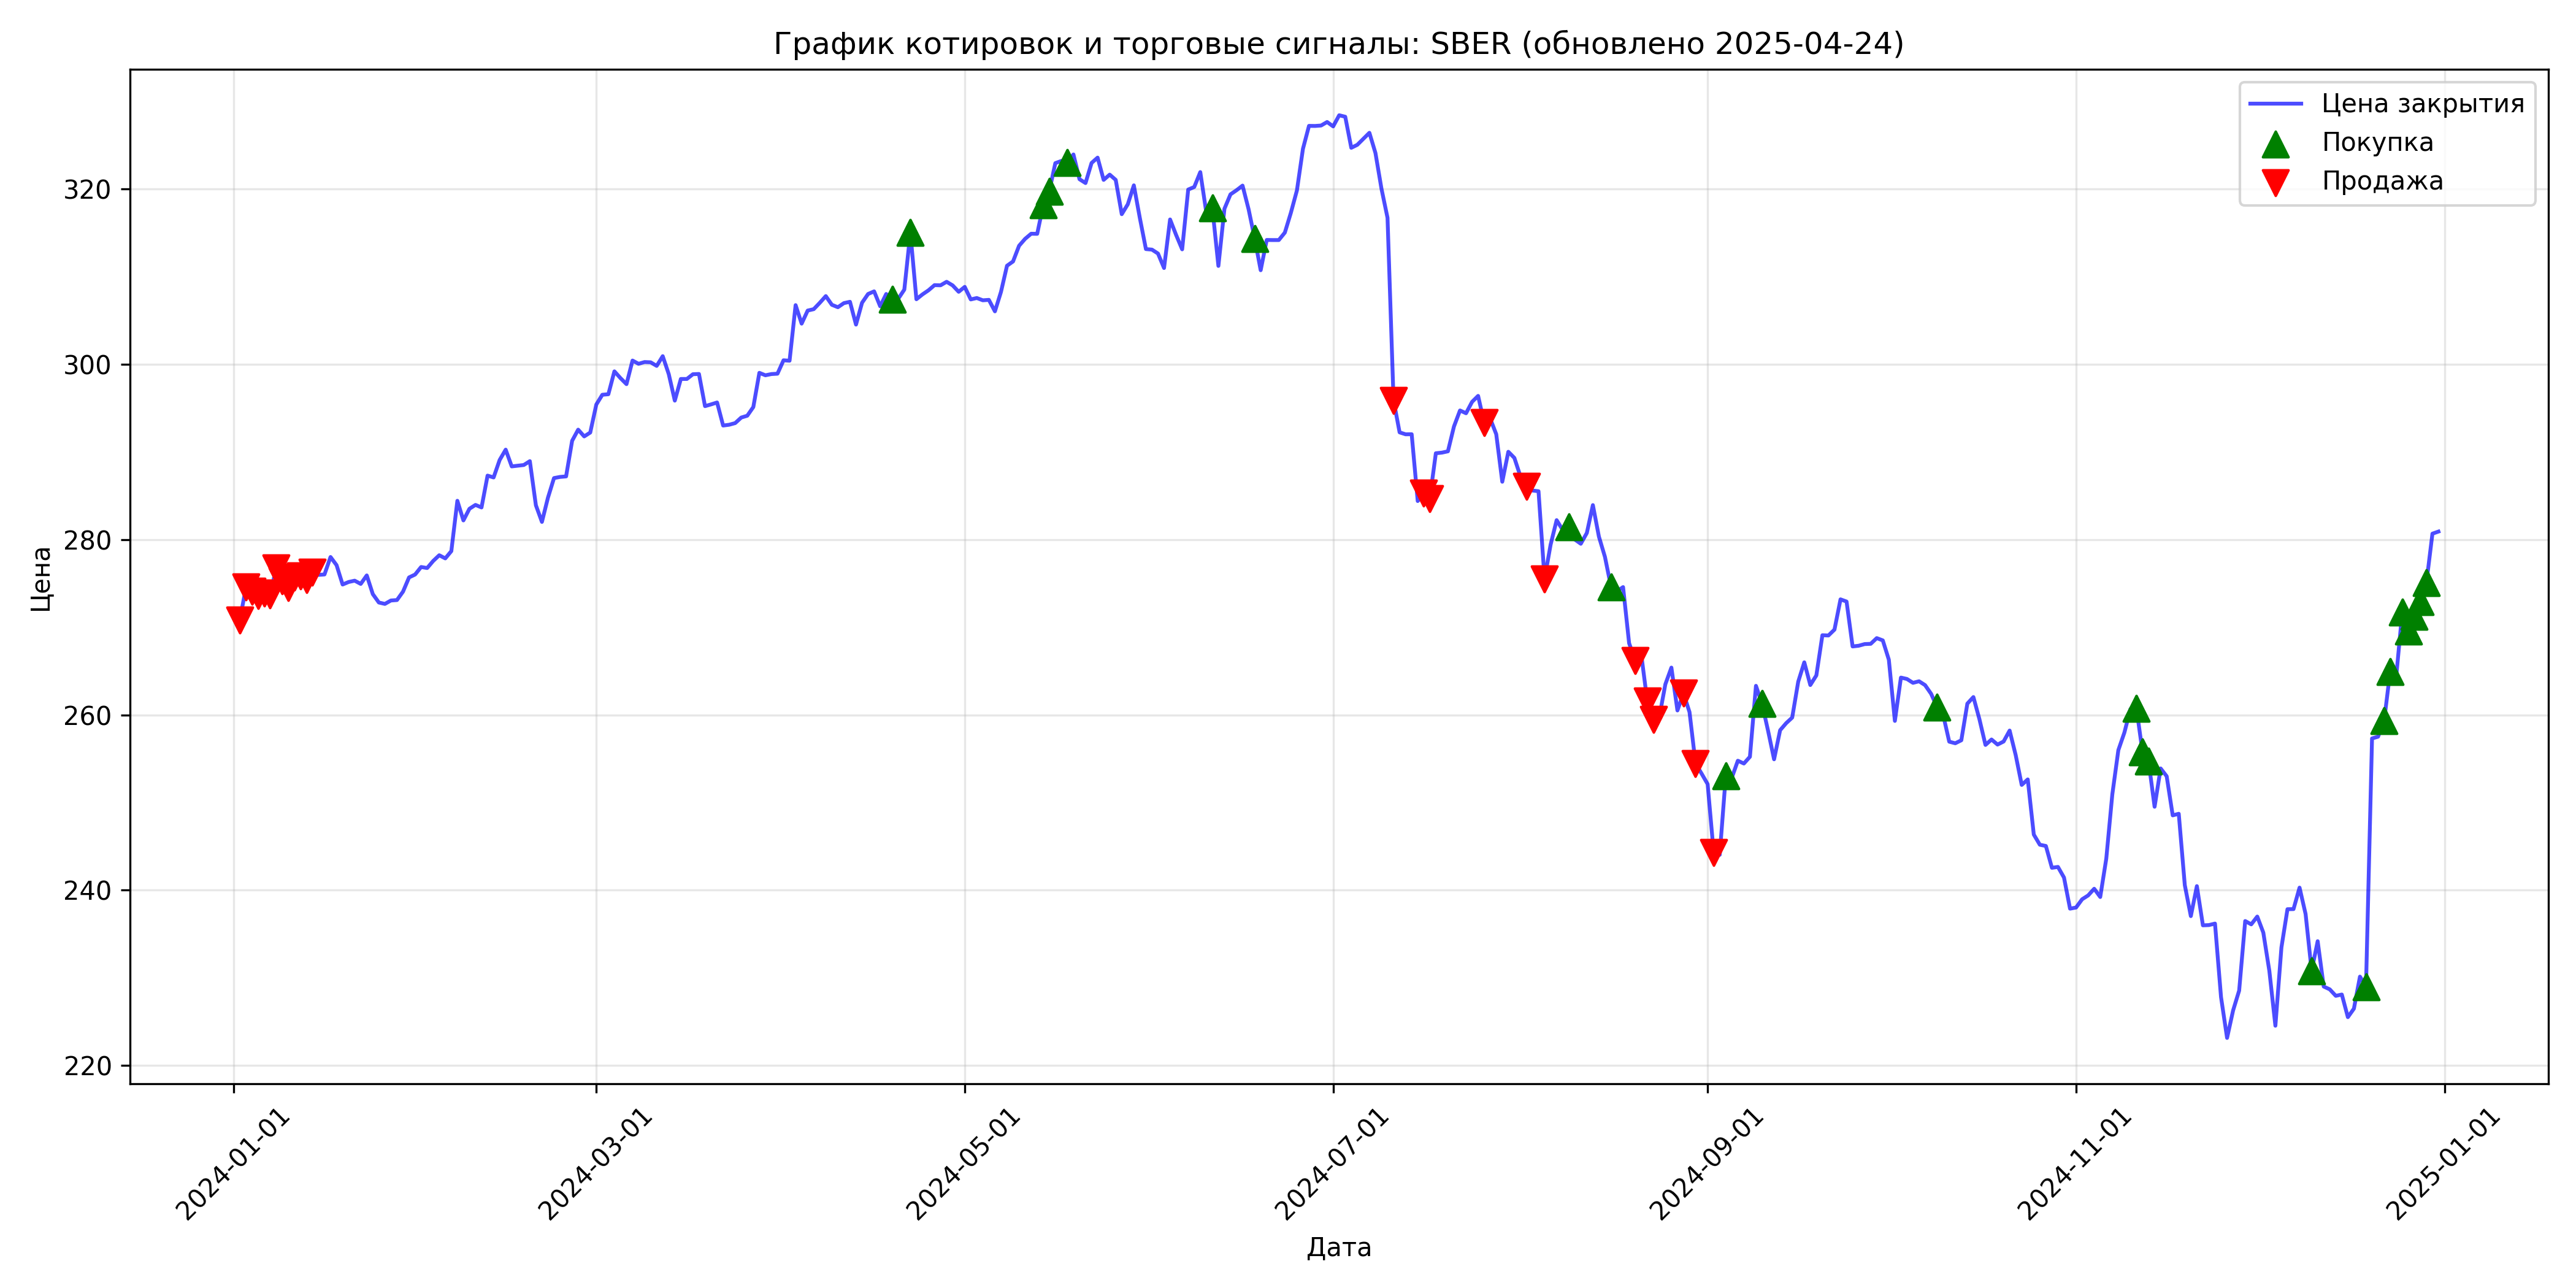 График котировок и торговые сигналы: SBER (обновлено 2025-04-24)
Цена закрытия
Покупка
Продажа
Цена
320
300
280
260
240
220
2024-01-01
2024-03-01
2024-05-01
2024-07-01
2024-09-01
2024-11-01
2025-01-01
Дата